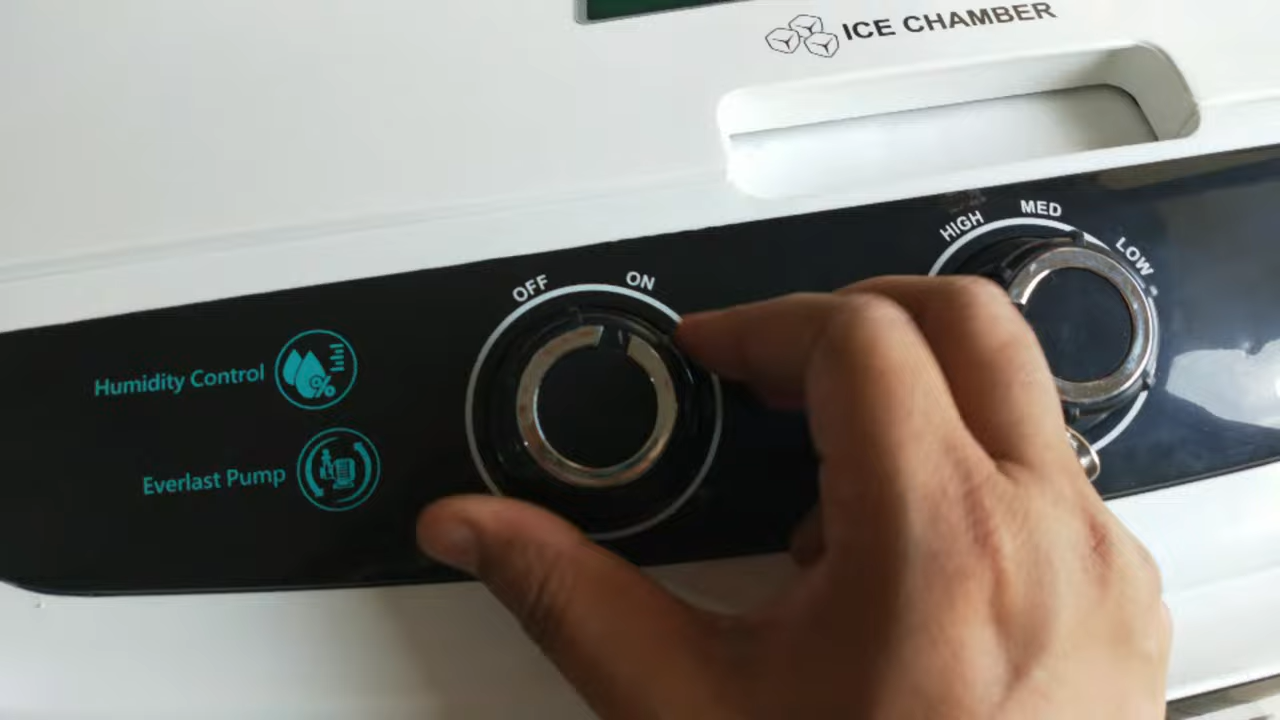 ICE CHAMBER
HIGH MED LOW
OFF ON
Humidity Control
%
Everlast Pump